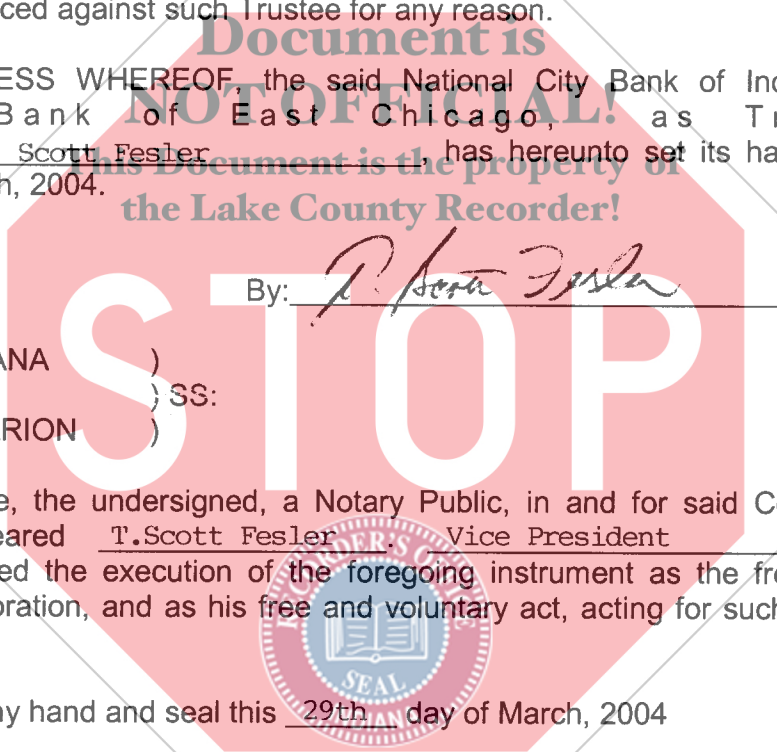 ced against such Trustee for any reason.
Document is
ESS WHEREOF, the said National City Bank of Ind
NOT OFFICIAL!
Bank of East Chicago, as Tr
Scott Fesler, has hereunto set its ha
This Document is the property of
h, 2004.
the Lake County Recorder!
By: T. Scott Fesler
STOP
ANA )
) SS:
RION )
e, the undersigned, a Notary Public, in and for said C
eared T.Scott Fesler. Vice President
ed the execution of the foregoing instrument as the fre
oration, and as his free and voluntary act, acting for such
RECORDER'S OFFICE
SEAL
INDIANA
ny hand and seal this 29th day of March, 2004